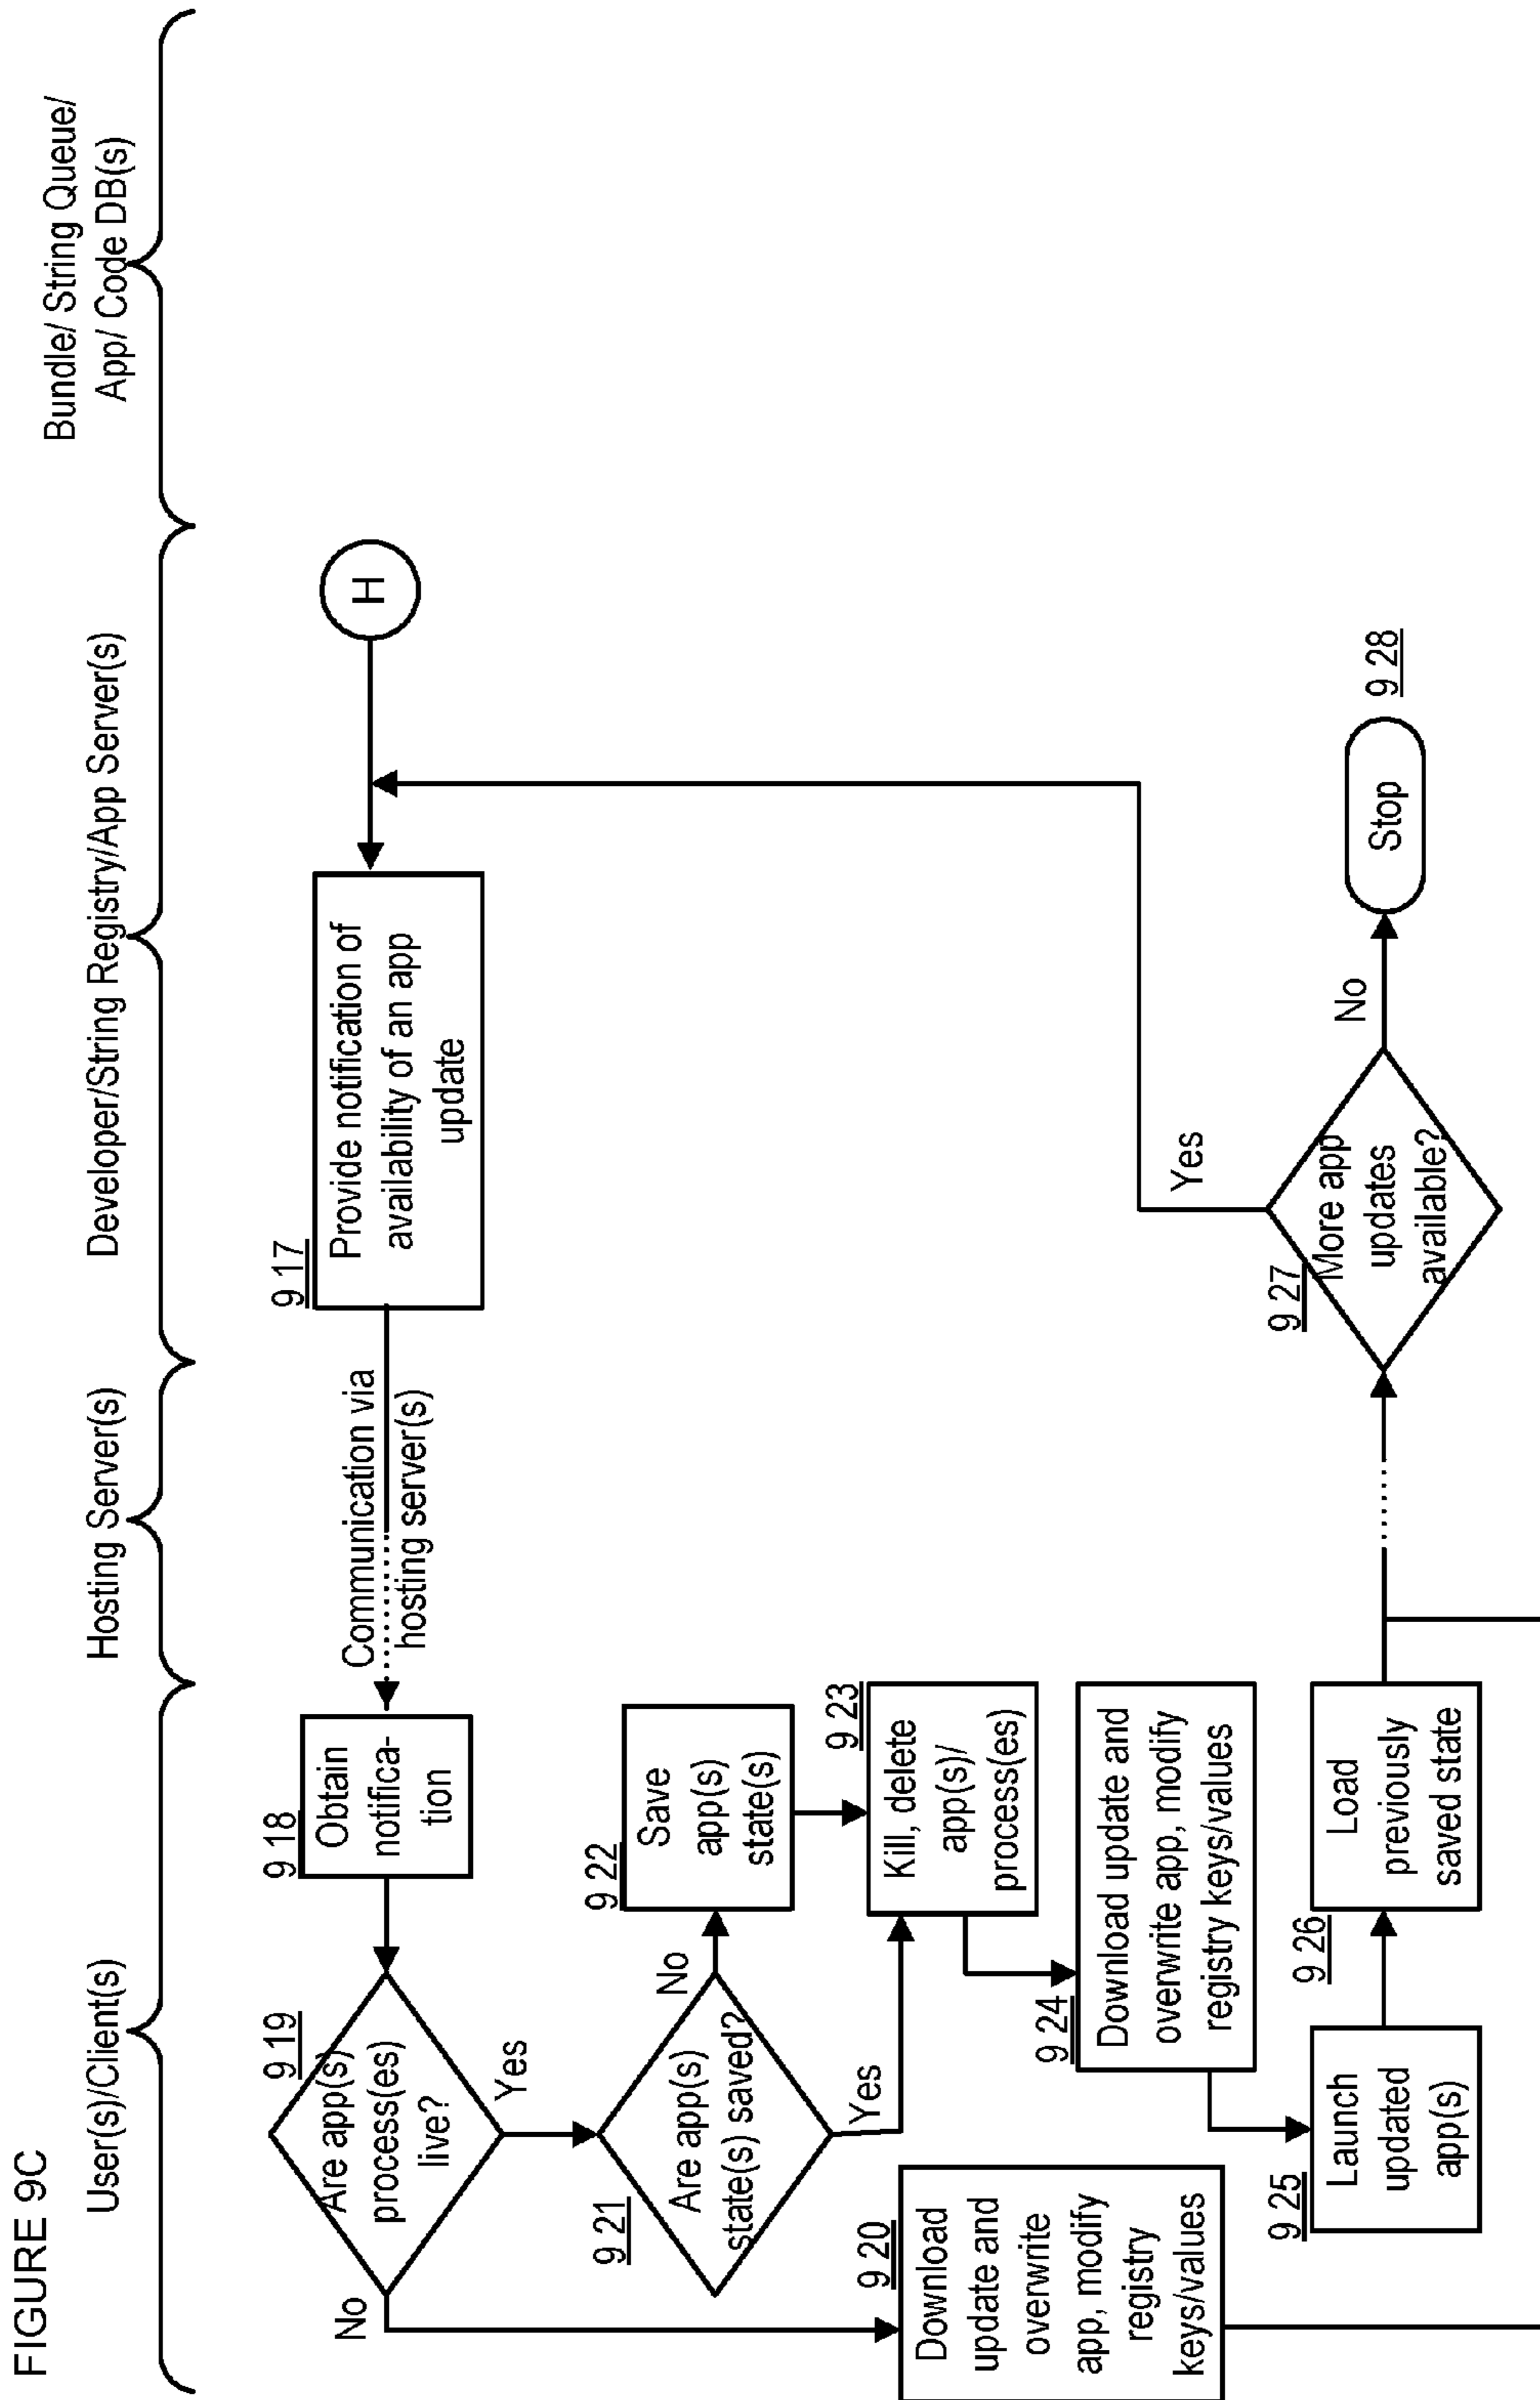 FIGURE 9C
User(s)/Client(s)
Hosting Server(s)
Developer/String Registry/App Server(s)
Bundle/ String Queue/
App/ Code DB(s)
H
9 17
Provide notification of
availability of an app
update
Communication via
hosting server(s)
9 18
Obtain
notifica-
tion
9 19
Are app(s)
process(es)
live?
No
Yes
9 21
Are app(s)
state(s) saved?
No
Yes
9 22
Save
app(s)
state(s)
9 23
Kill, delete
app(s)/
process(es)
9 20
Download
update and
overwrite
app, modify
registry
keys/values
9 24
Download update and
overwrite app, modify
registry keys/values
9 25
Launch
updated
app(s)
9 26
Load
previously
saved state
9 27
More app
updates
available?
Yes
No
Stop
9 28